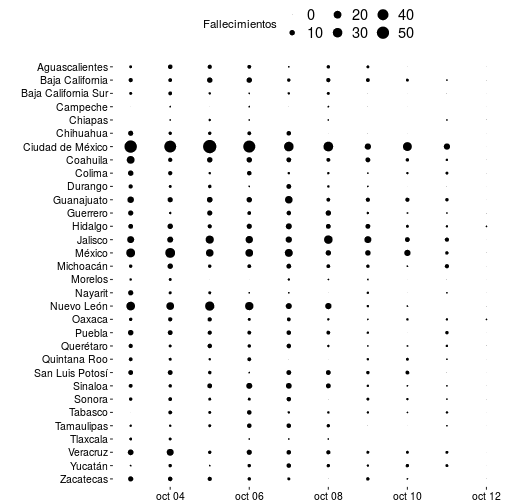 Fallecimientos
0 20 40
10 30 50
Aguascalientes
Baja California
Baja California Sur
Campeche
Chiapas
Chihuahua
Ciudad de México
Coahuila
Colima
Durango
Guanajuato
Guerrero
Hidalgo
Jalisco
México
Michoacán
Morelos
Nayarit
Nuevo León
Oaxaca
Puebla
Querétaro
Quintana Roo
San Luis Potosí
Sinaloa
Sonora
Tabasco
Tamaulipas
Tlaxcala
Veracruz
Yucatán
Zacatecas
oct 04 oct 06 oct 08 oct 10 oct 12